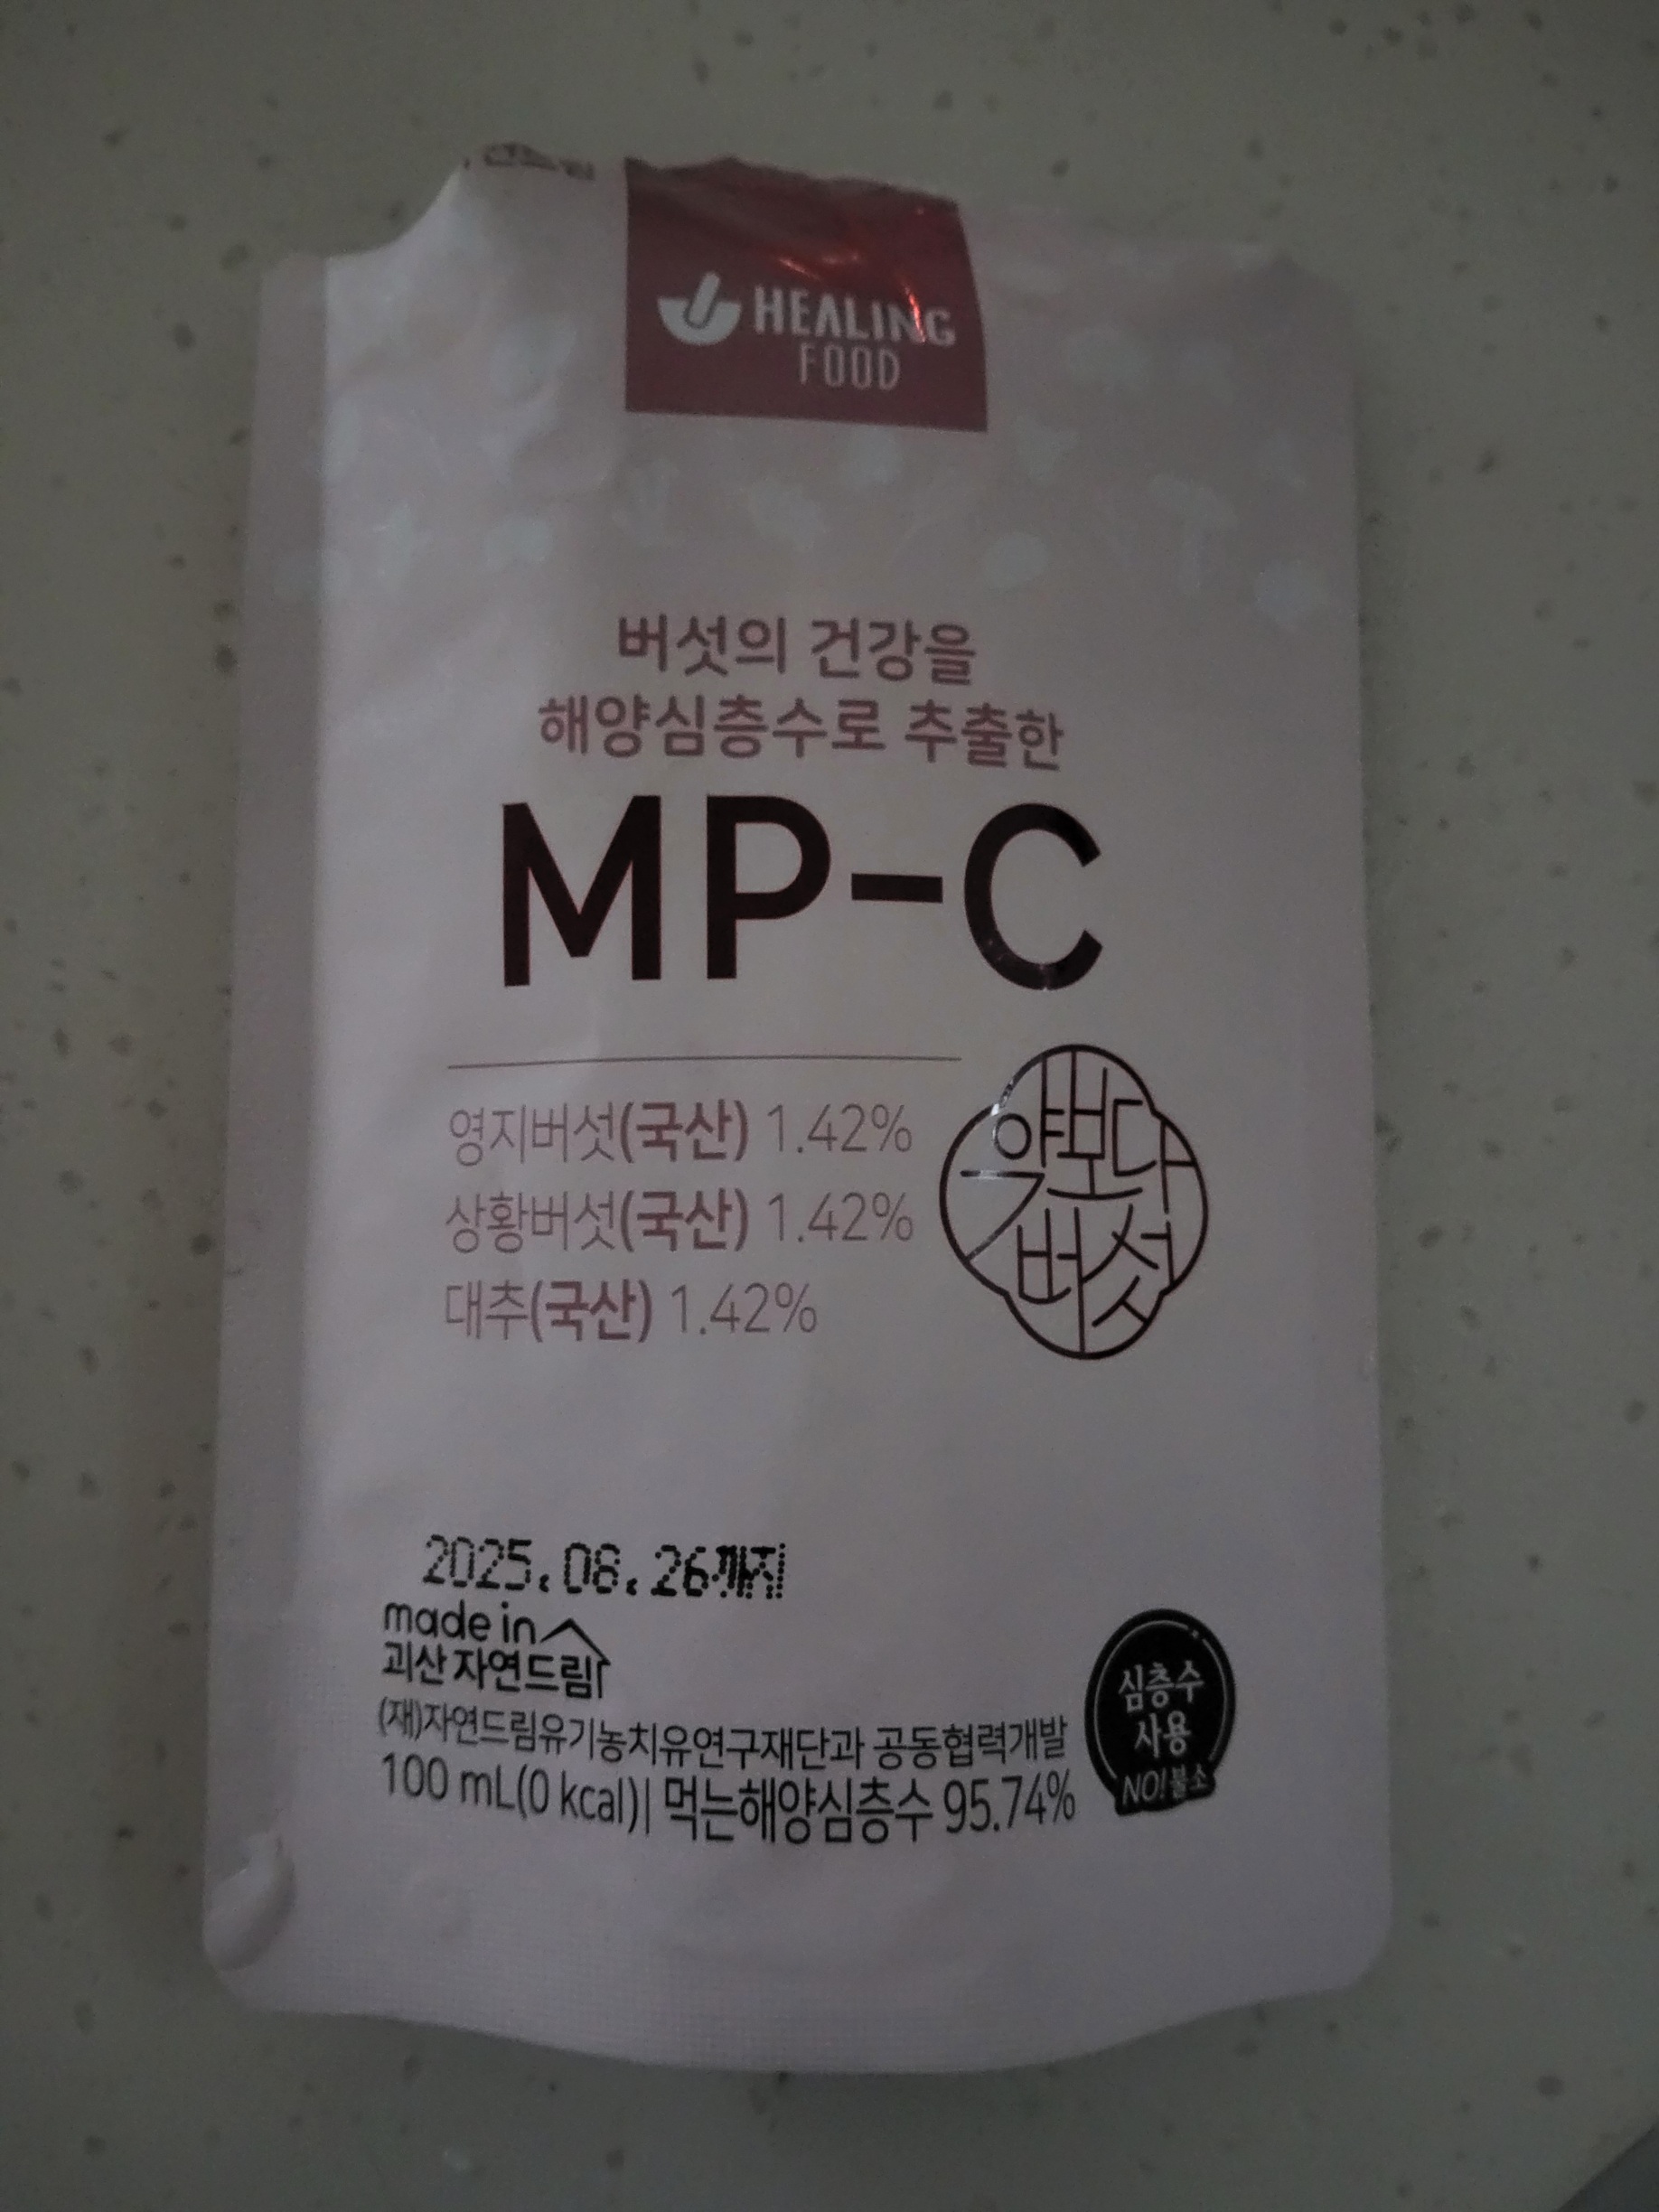 HEALING
FOOD
버섯의 건강을
해양심층수로 추출한
MP-C
영지버섯(국산) 1.42%
상황버섯(국산) 1.42%
대추(국산) 1.42%
약보다
버섯
2025.08.26까지
made in
괴산자연드림
(재)자연드림유기농치유연구재단과 공동협력개발
100 mL(0 kcal)| 먹는해양심층수 95.74%
심층수
사용
NO!불소